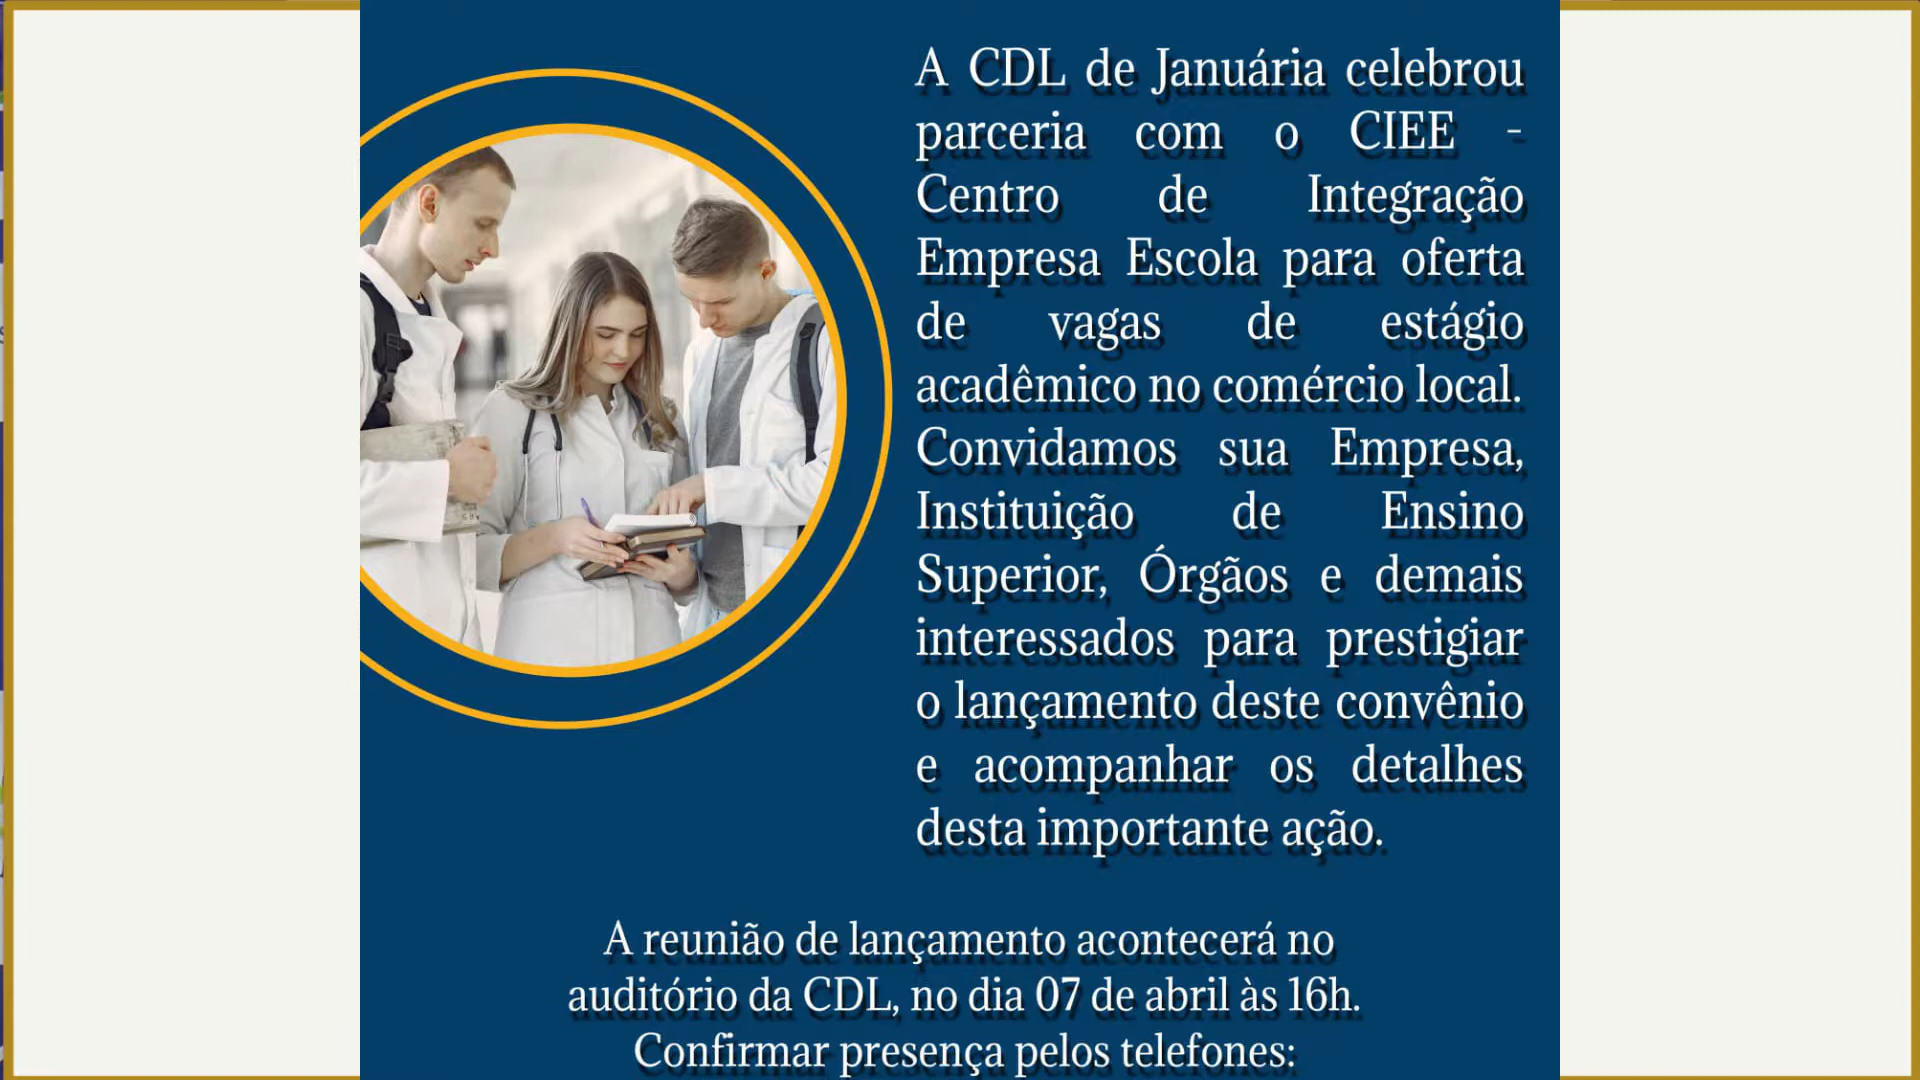 A CDL de Januária celebrou
parceria com o CIEE -
Centro de Integração
Empresa Escola para oferta
de vagas de estágio
acadêmico no comércio local.
Convidamos sua Empresa,
Instituição de Ensino
Superior, Órgãos e demais
interessados para prestigiar
o lançamento deste convênio
e acompanhar os detalhes
desta importante ação.
A reunião de lançamento acontecerá no
auditório da CDL, no dia 07 de abril às 16h.
Confirmar presença pelos telefones: